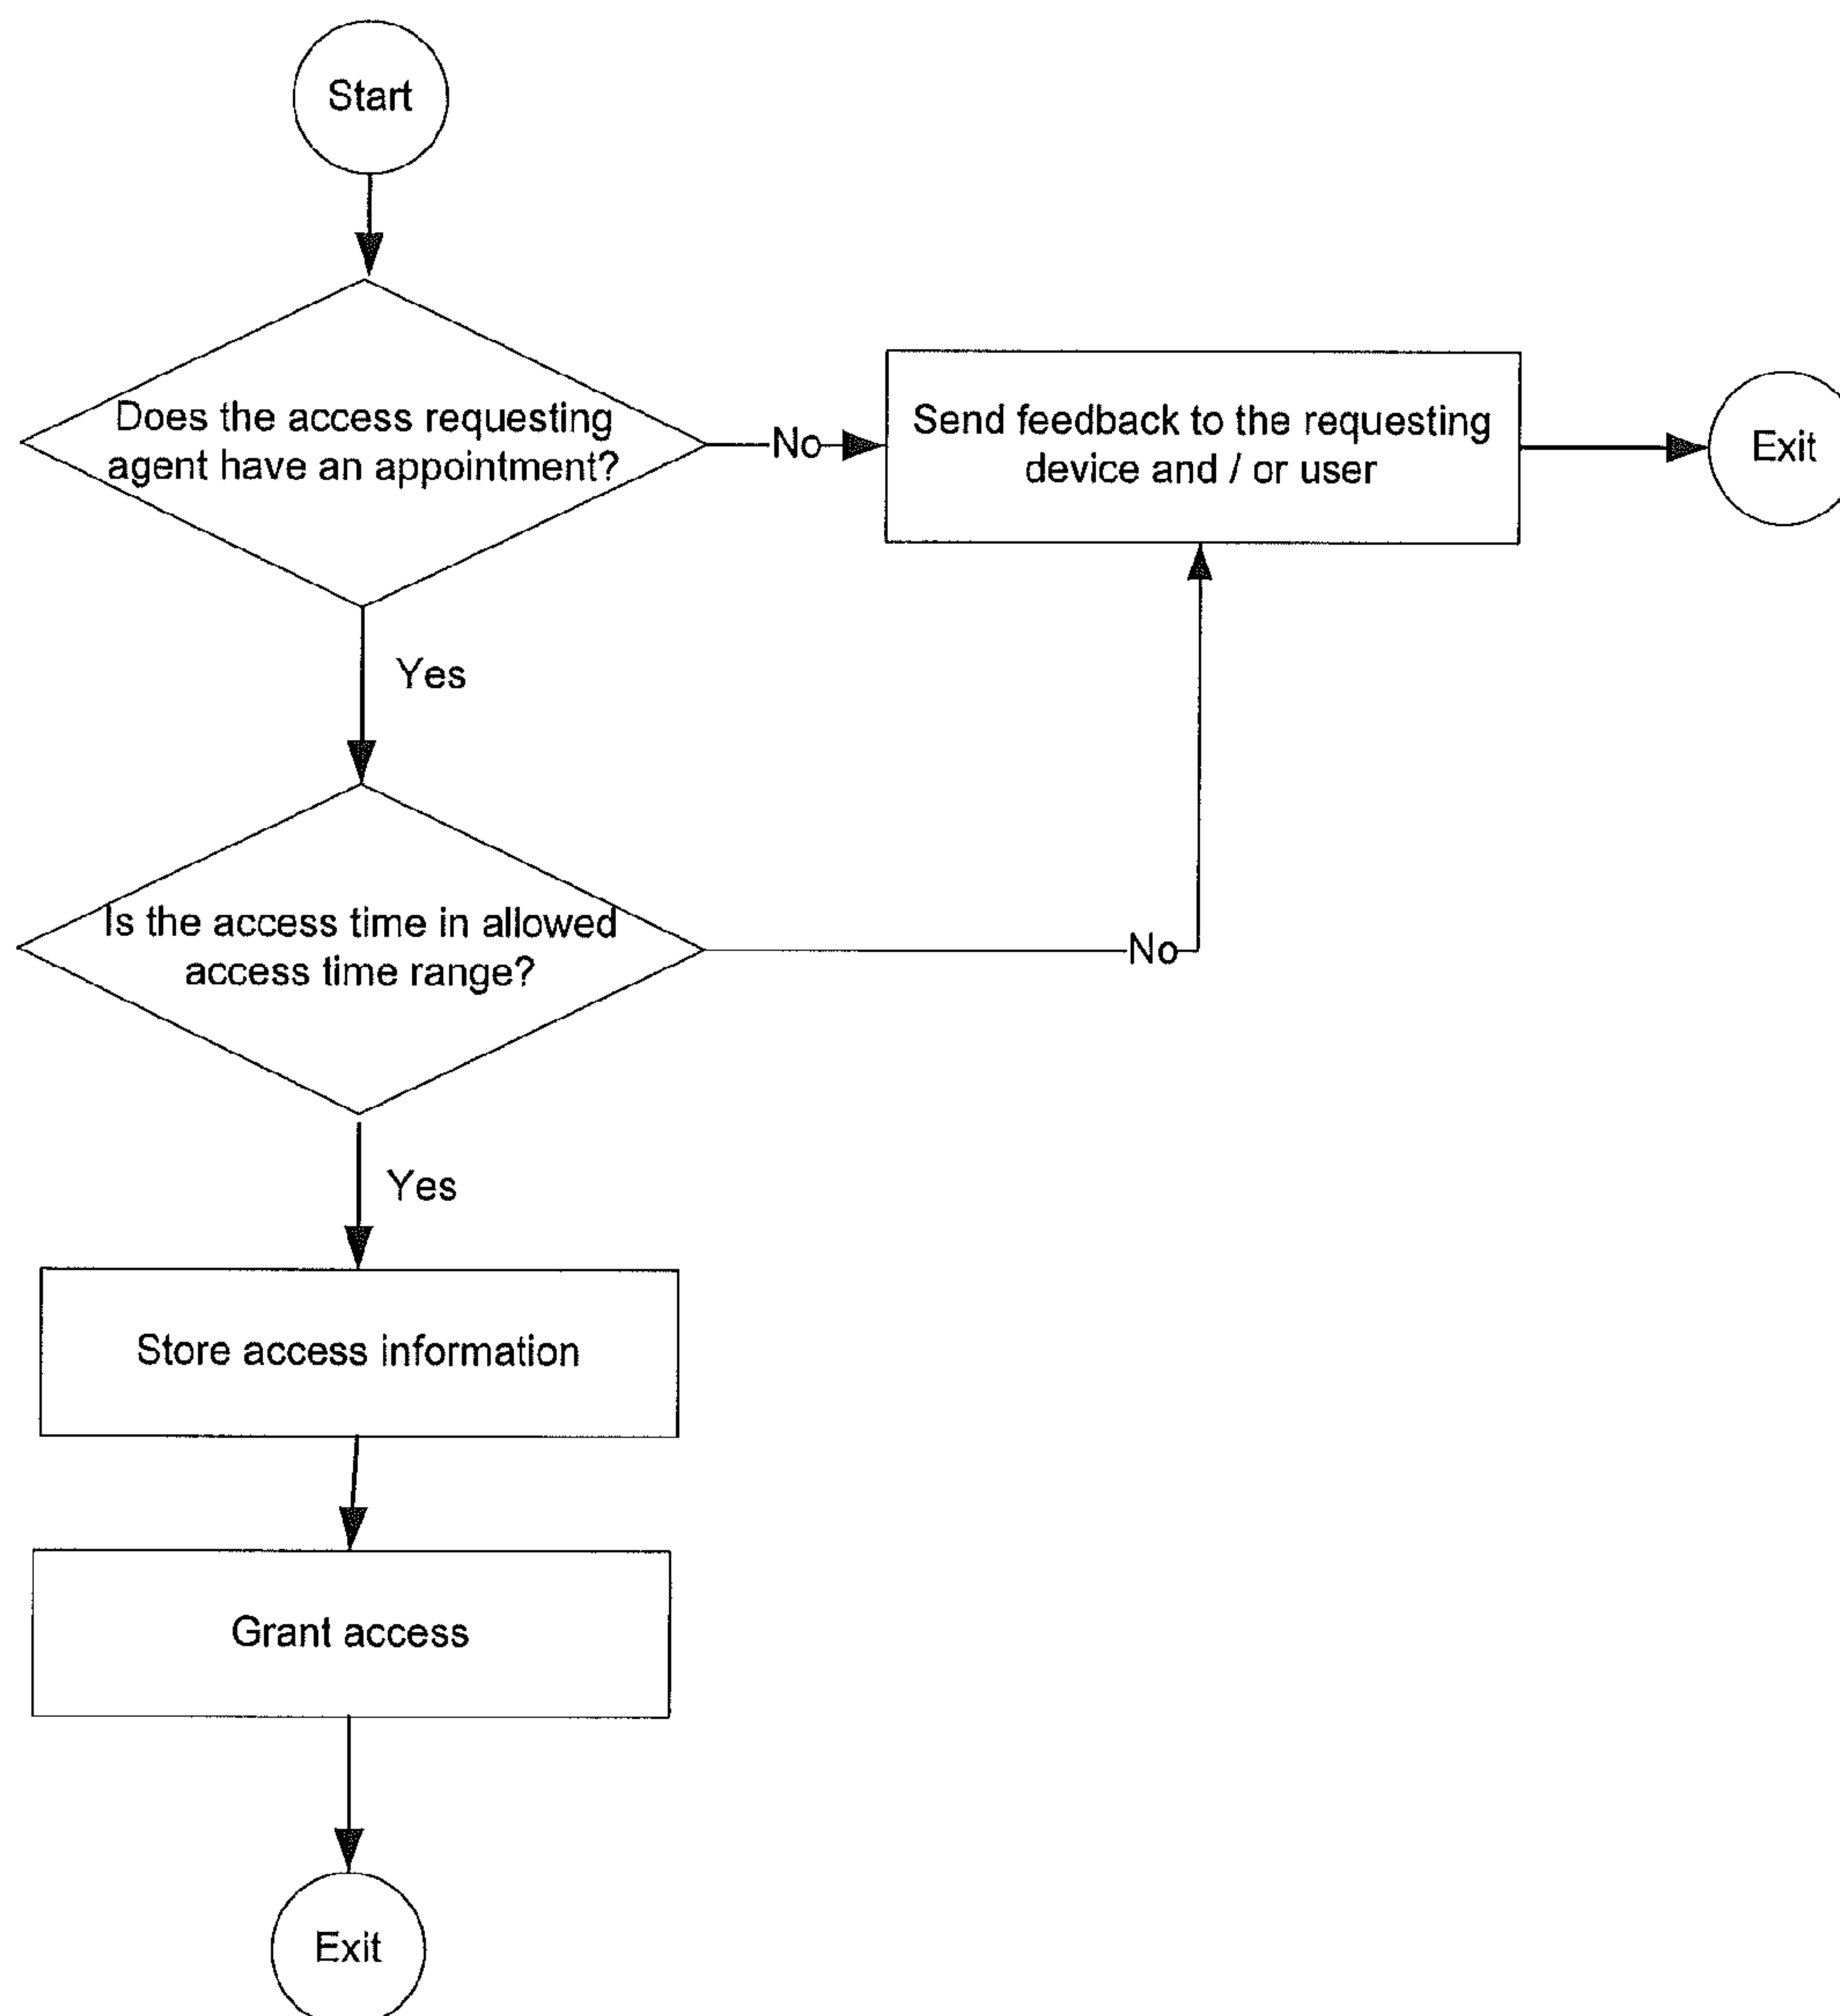 Start
Does the access requesting
agent have an appointment?
No
Send feedback to the requesting
device and / or user
Exit
Yes
Is the access time in allowed
access time range?
No
Yes
Store access information
Grant access
Exit